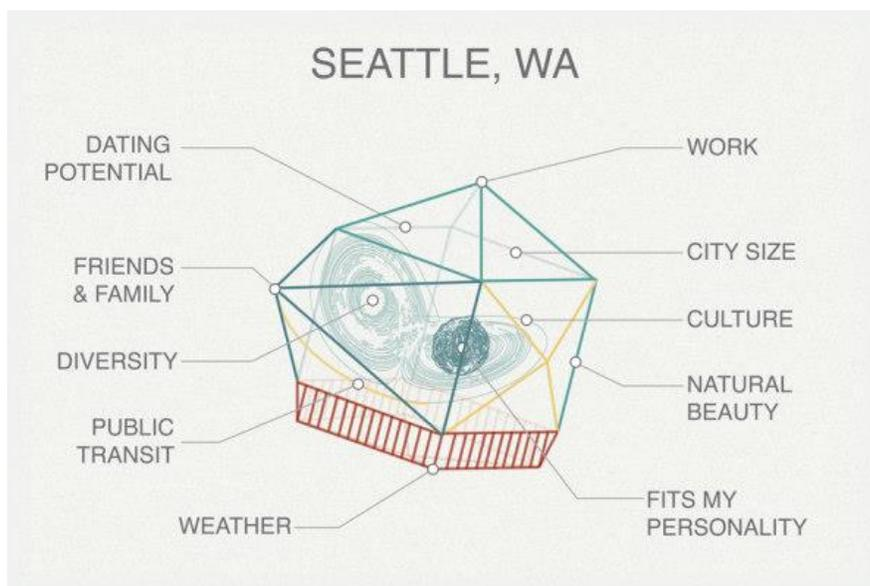 SEATTLE, WA
DATING
POTENTIAL
FRIENDS
& FAMILY
DIVERSITY
PUBLIC
TRANSIT
WEATHER
WORK
CITY SIZE
CULTURE
NATURAL
BEAUTY
FITS MY
PERSONALITY